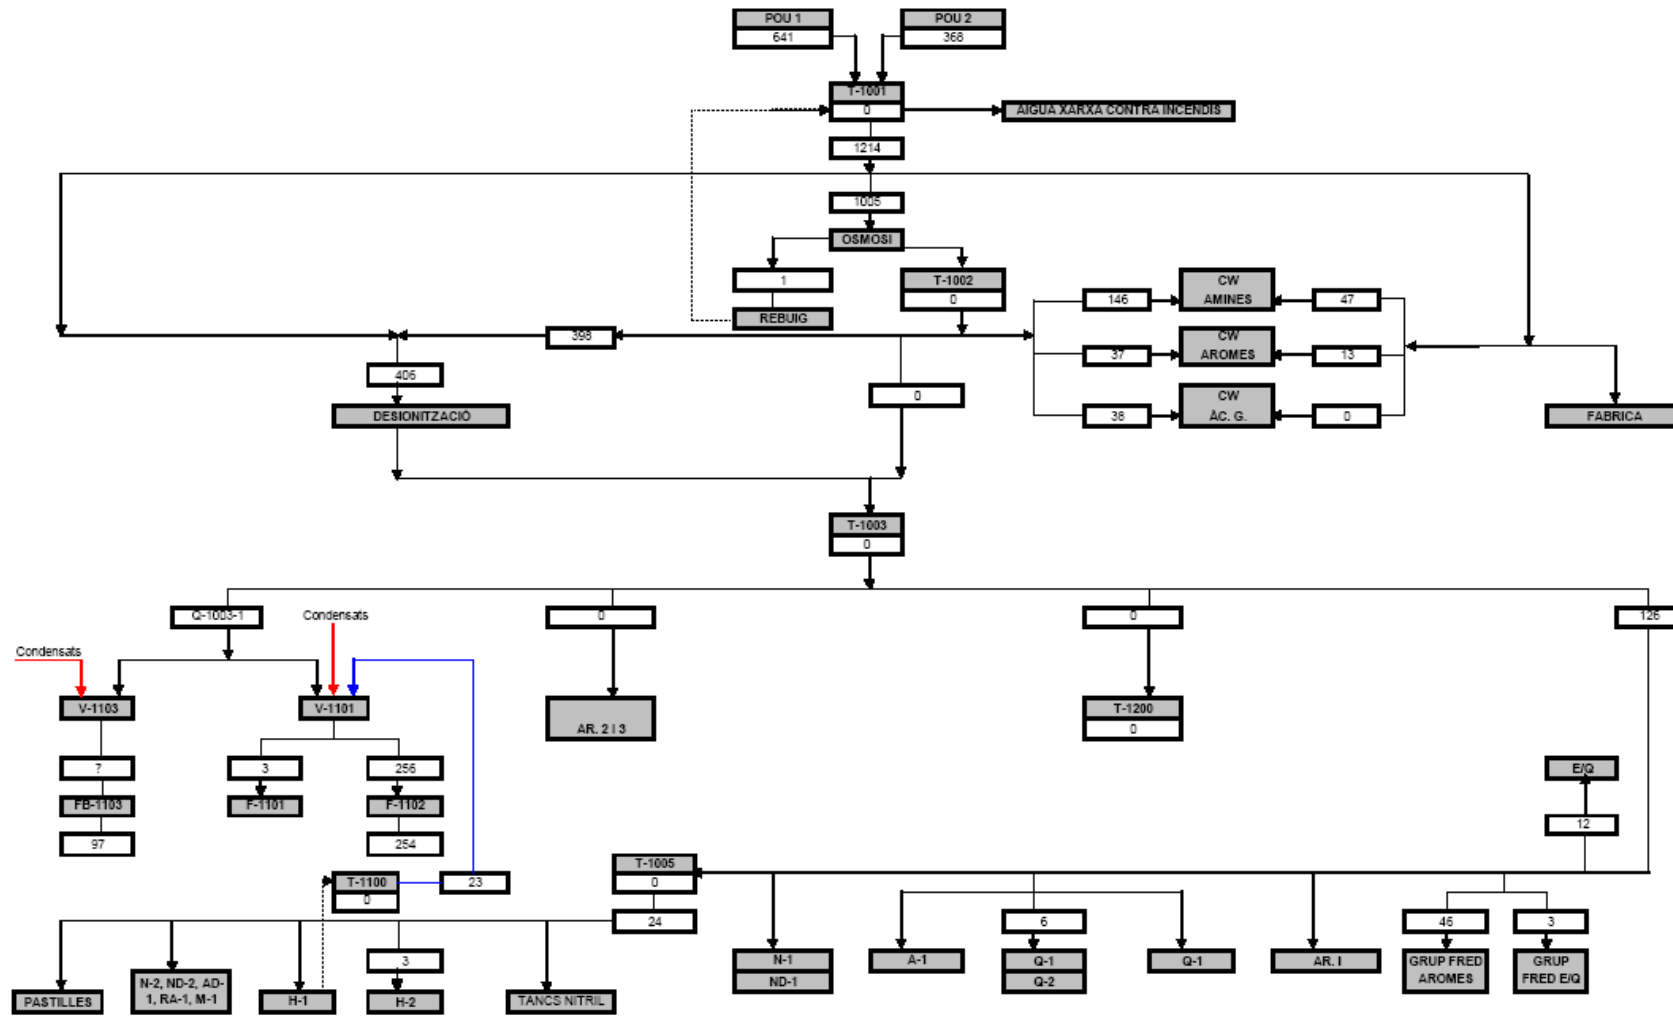 POU 1
POU 2
641
368
T-1001
0
AIGUA XARXA CONTRA INCENDIS
1214
1005
OSMOSI
1
T-1002
0
REBUIG
CW
AMINES
146
47
398
CW
AROMES
37
13
406
0
CW
ÀC. G.
38
0
DESIONITZACIÓ
FABRICA
T-1003
0
Q-1003-1
Condensats
0
0
126
Condensats
V-1103
V-1101
AR. 2 I 3
T-1200
0
?
3
256
E/Q
FB-1103
F-1101
F-1102
12
97
254
T-1005
0
T-1100
0
23
24
6
46
3
3
N-1
ND-1
A-1
Q-1
Q-2
Q-1
AR. I
GRUP FRED
AROMES
GRUP
FRED E/Q
PASTILLES
N-2, ND-2, AD-
1, RA-1, M-1
H-1
H-2
TANCS NITRIL